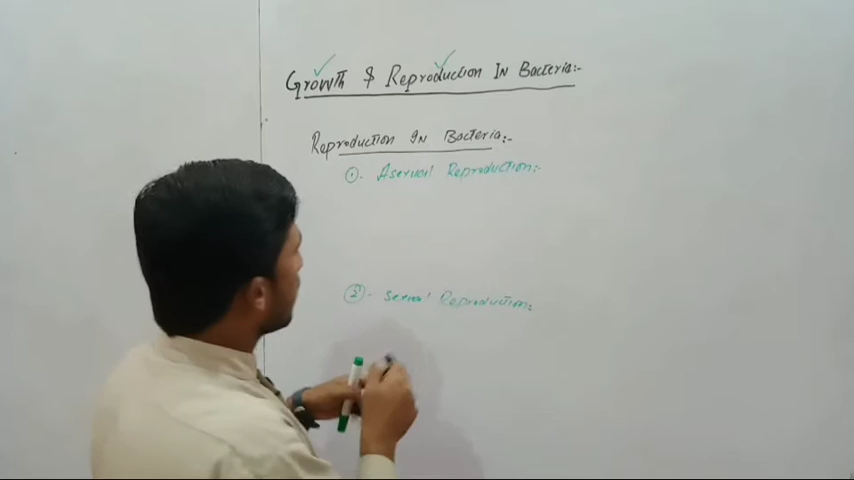 Growth & Reproduction In Bacteria:-
Reproduction In Bacteria:-
①- Asexual Reproduction:-
②- Sexual Reproduction: